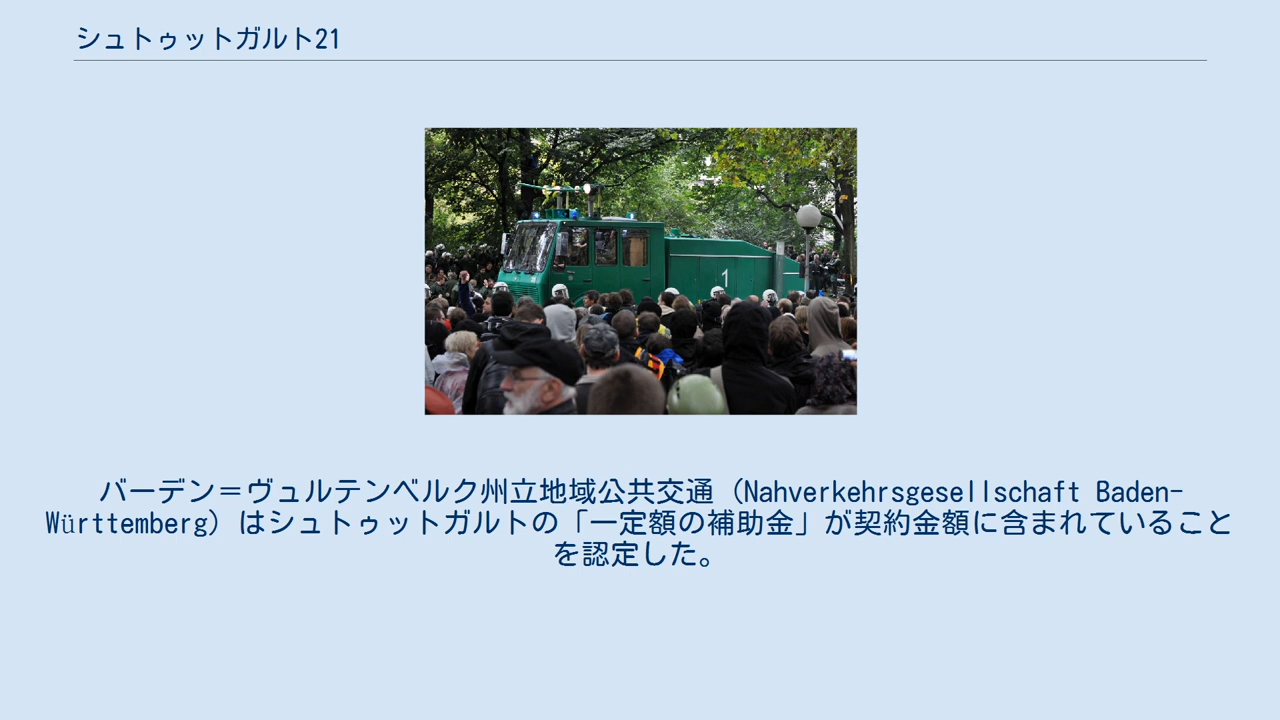 シュトゥットガルト21
1
バーデン＝ヴュルテンベルク州立地域公共交通（Nahverkehrsgesellschaft Baden-
Württemberg）はシュトゥットガルトの「一定額の補助金」が契約金額に含まれていること
を認定した。